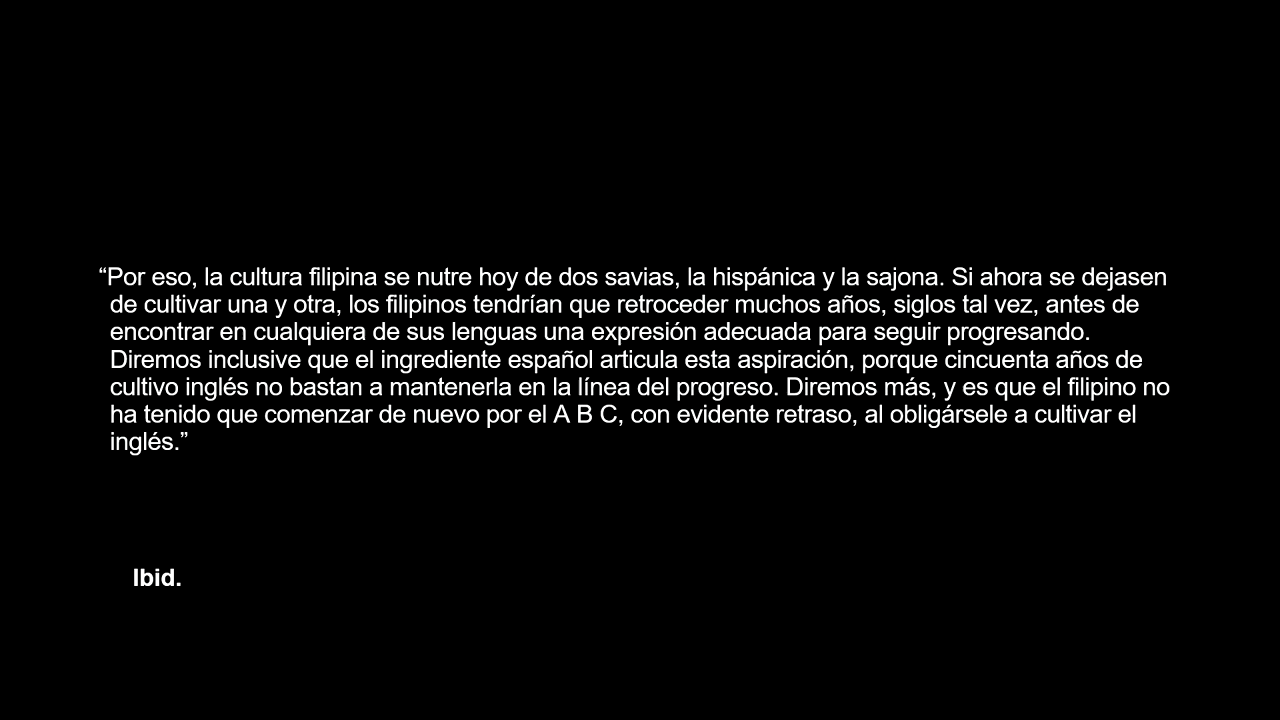 “Por eso, la cultura filipina se nutre hoy de dos savias, la hispánica y la sajona. Si ahora se dejasen
de cultivar una y otra, los filipinos tendrían que retroceder muchos años, siglos tal vez, antes de
encontrar en cualquiera de sus lenguas una expresión adecuada para seguir progresando.
Diremos inclusive que el ingrediente español articula esta aspiración, porque cincuenta años de
cultivo inglés no bastan a mantenerla en la línea del progreso. Diremos más, y es que el filipino no
ha tenido que comenzar de nuevo por el A B C, con evidente retraso, al obligársele a cultivar el
inglés.”
Ibid.